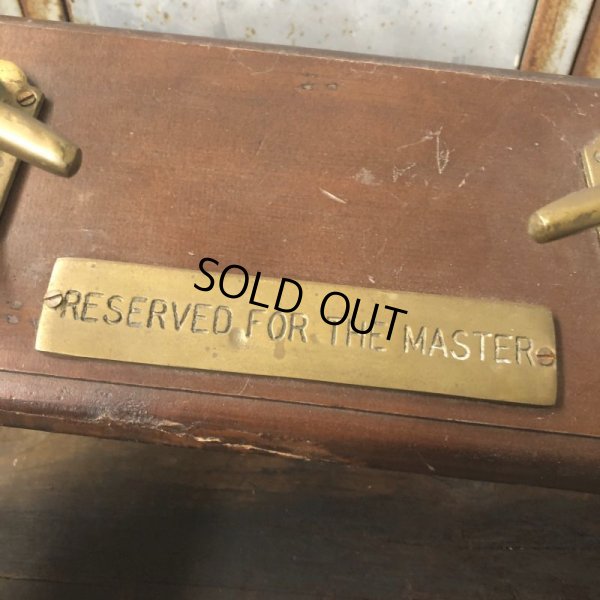 SOLD OUT
RESERVED FOR THE MASTER